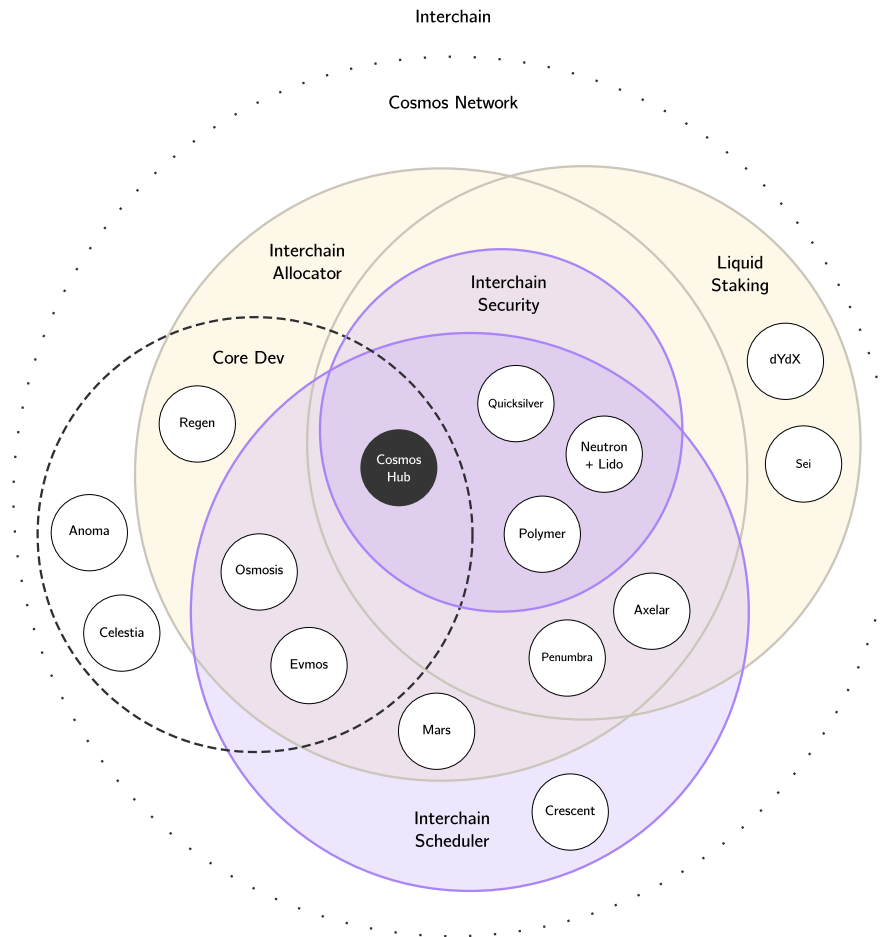 Interchain
Cosmos Network
Interchain
Allocator
Liquid
Staking
Interchain
Security
Core Dev
dYdX
Quicksilver
Regen
Neutron
+ Lido
Cosmos
Hub
Sei
Anoma
Polymer
Osmosis
Axelar
Celestia
Penumbra
Evmos
Mars
Crescent
Interchain
Scheduler